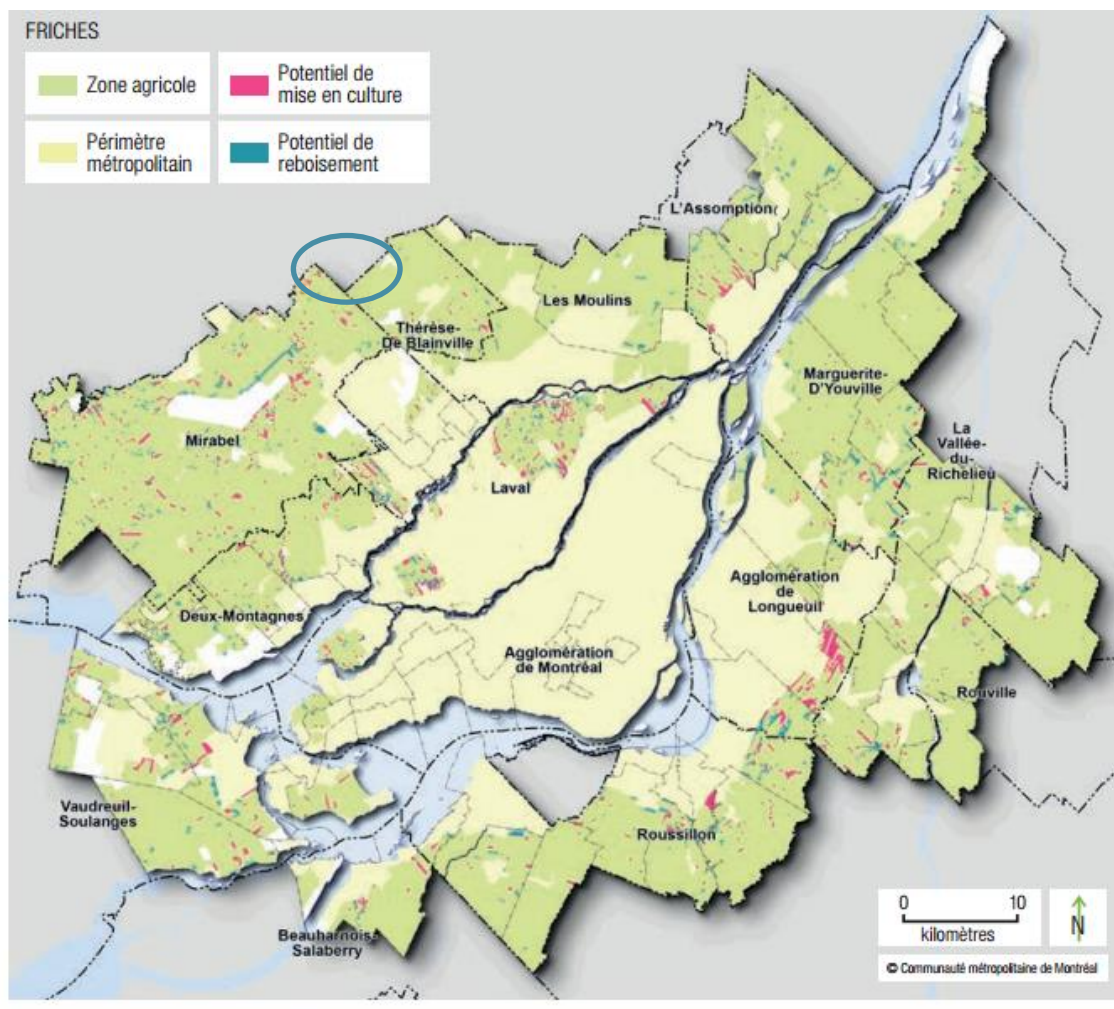 FRICHES
Zone agricole
Potentiel de
mise en culture
Périmètre
métropolitain
Potentiel de
reboisement
L'Assomption
Les Moulins
Thérèse-
De Blainville
Marguerite-
D'Youville
Mirabel
La
Vallée-
du-
Richelieu
Laval
Agglomération
de
Longueuil
Deux-Montagnes
Agglomération
de Montréal
Rouville
Vaudreuil-
Soulanges
Roussillon
Beauharnois-
Salaberry
0 10
kilomètres
N
© Communauté métropolitaine de Montréal